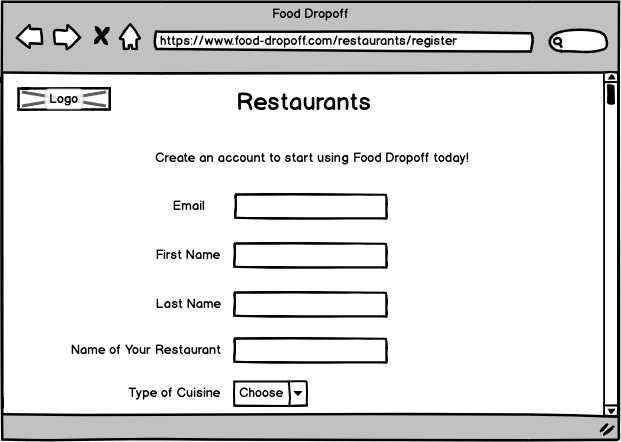 Food Dropoff
https://www.food-dropoff.com/restaurants/register
Logo
Restaurants
Create an account to start using Food Dropoff today!
Email
First Name
Last Name
Name of Your Restaurant
Type of Cuisine Choose